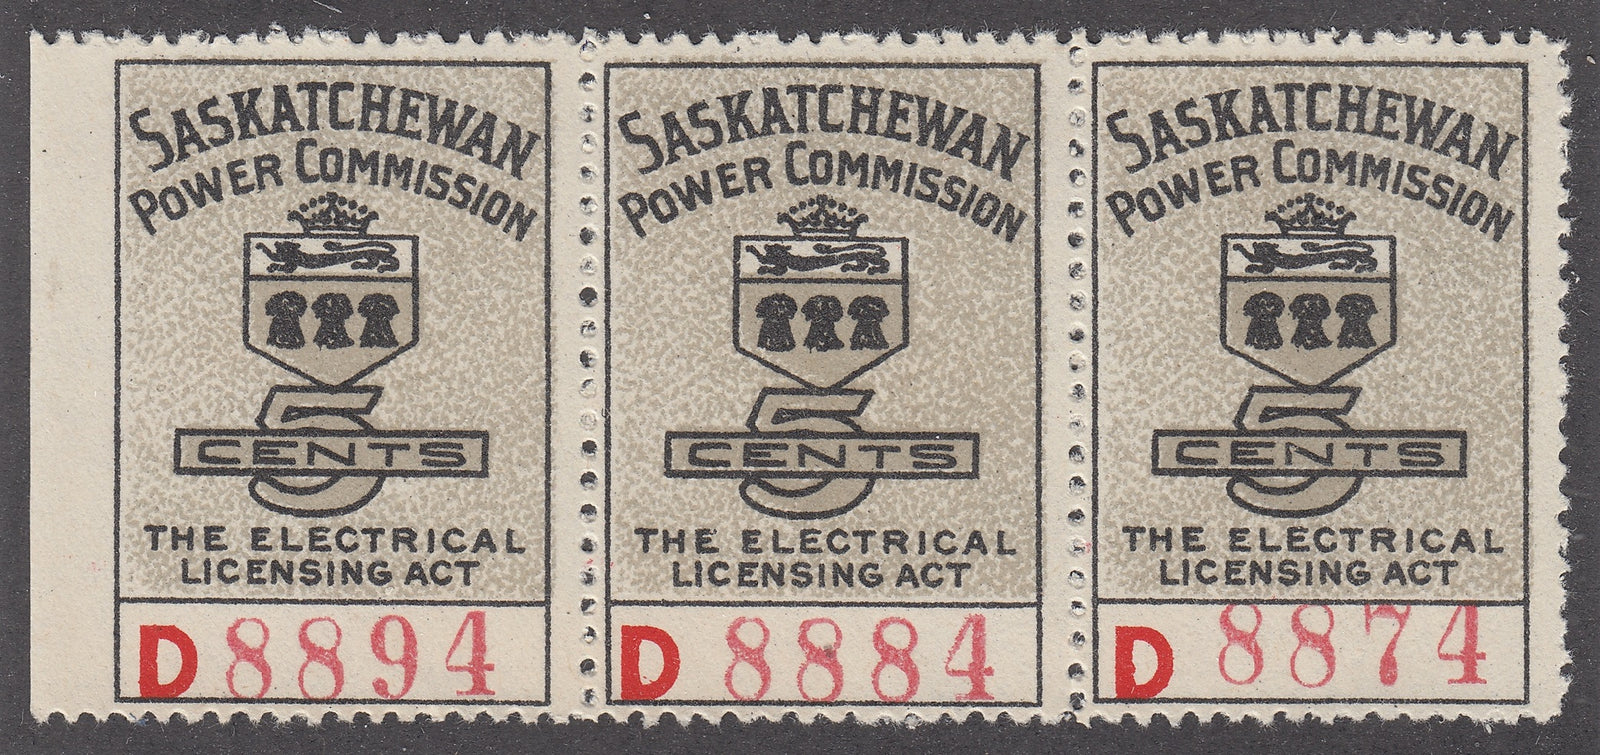 SASKATCHEWAN
POWER COMMISSION
5
CENTS
THE ELECTRICAL
LICENSING ACT
D 8894
SASKATCHEWAN
POWER COMMISSION
5
CENTS
THE ELECTRICAL
LICENSING ACT
D 8884
SASKATCHEWAN
POWER COMMISSION
5
CENTS
THE ELECTRICAL
LICENSING ACT
D 8874